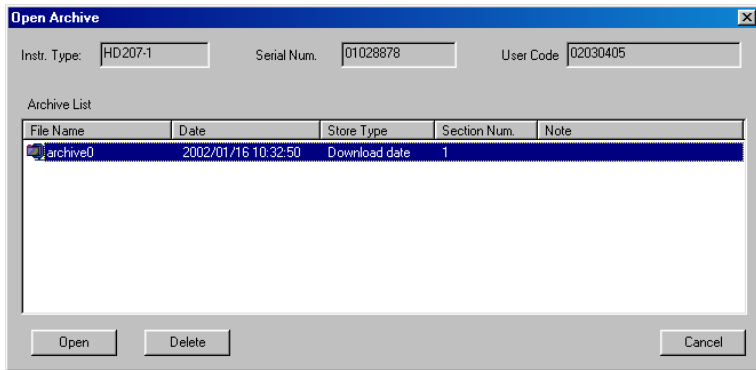 Open Archive
Instr. Type: HD207-1 Serial Num. 01028878 User Code 02030405
Archive List
File Name Date Store Type Section Num. Note
archive0 2002/01/16 10:32:50 Download date 1
Open Delete Cancel